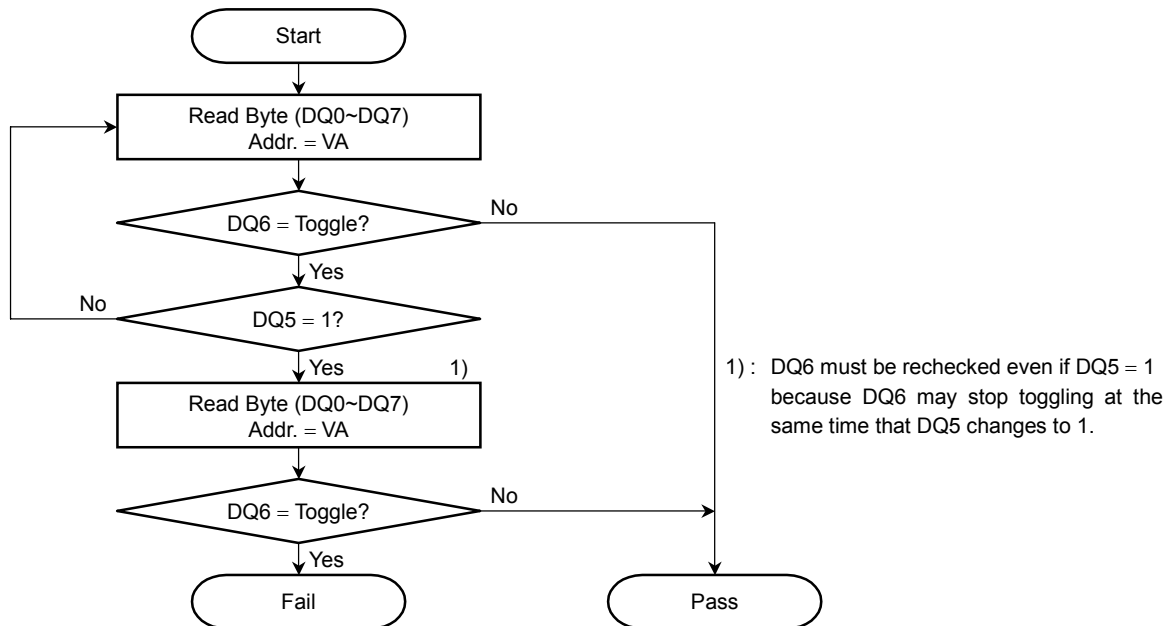 Start
Read Byte (DQ0~DQ7)
Addr. = VA
DQ6 = Toggle?
No
Yes
No
DQ5 = 1?
Yes
1)
Read Byte (DQ0~DQ7)
Addr. = VA
DQ6 = Toggle?
No
Yes
Fail
Pass
1) : DQ6 must be rechecked even if DQ5 = 1
because DQ6 may stop toggling at the
same time that DQ5 changes to 1.